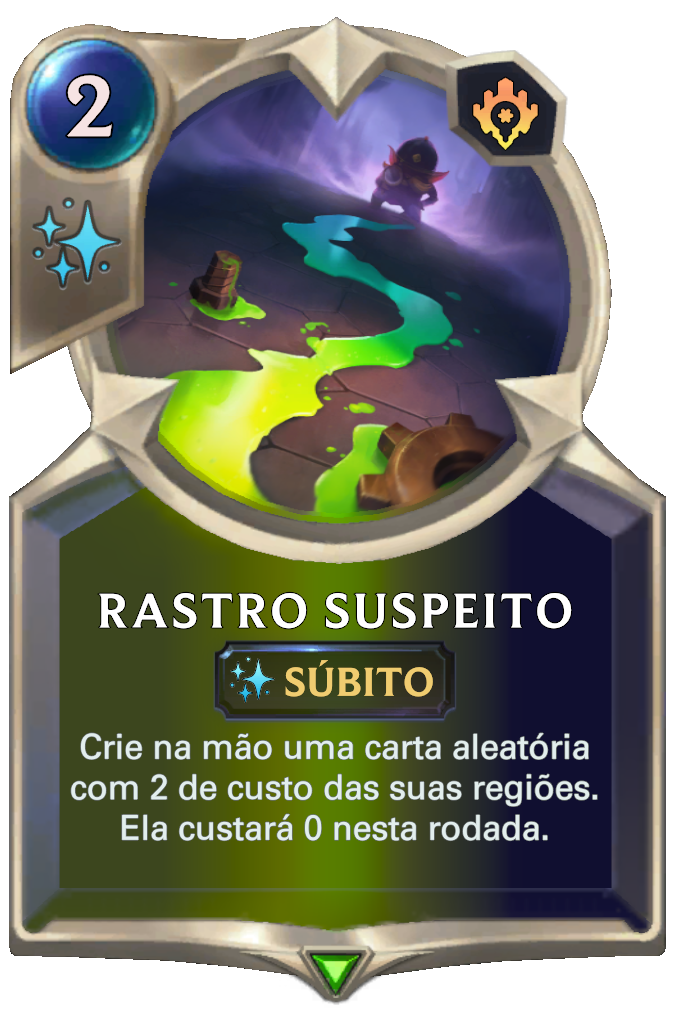 2
RASTRO SUSPEITO
SÚBITO
Crie na mão uma carta aleatória
com 2 de custo das suas regiões.
Ela custará 0 nesta rodada.